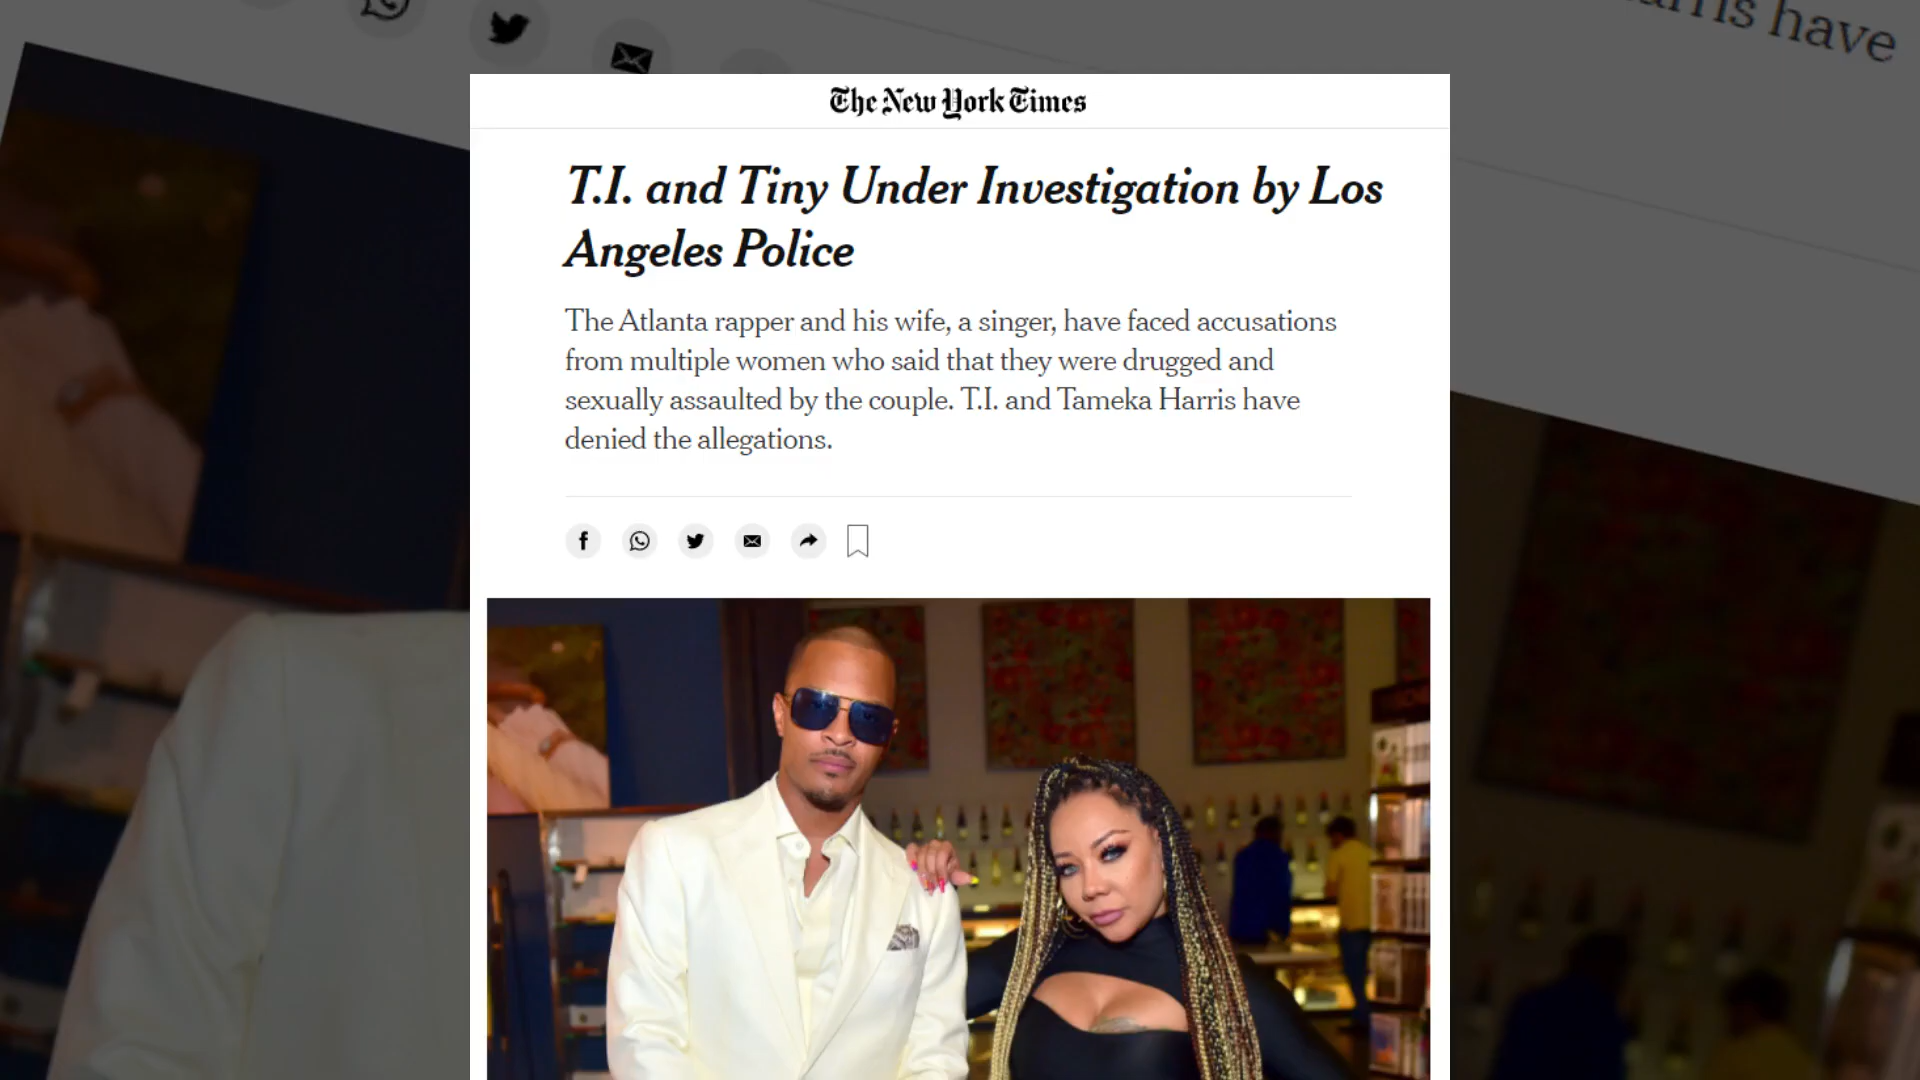 rris have
The New York Times
T.I. and Tiny Under Investigation by Los
Angeles Police
The Atlanta rapper and his wife, a singer, have faced accusations
from multiple women who said that they were drugged and
sexually assaulted by the couple. T.I. and Tameka Harris have
denied the allegations.